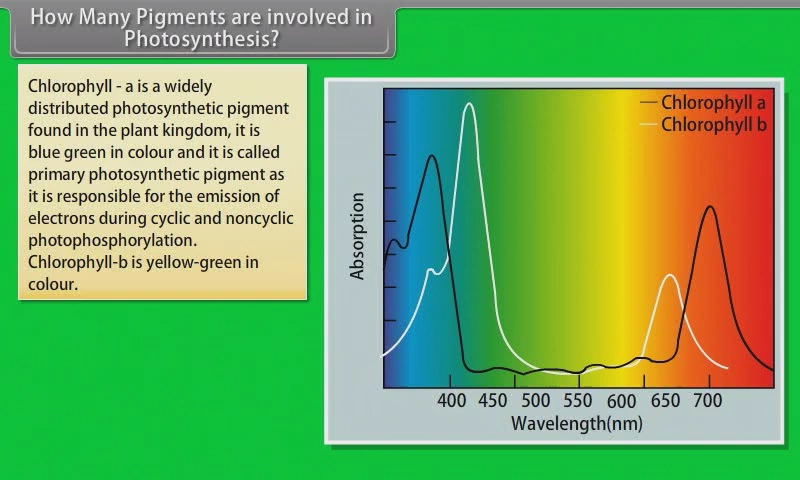 How Many Pigments are involved in
Photosynthesis?
Chlorophyll - a is a widely
distributed photosynthetic pigment
found in the plant kingdom, it is
blue green in colour and it is called
primary photosynthetic pigment as
it is responsible for the emission of
electrons during cyclic and noncyclic
photophosphorylation.
Chlorophyll-b is yellow-green in
colour.
Chlorophyll a
Chlorophyll b
Absorption
400 450 500 550 600 650 700
Wavelength(nm)